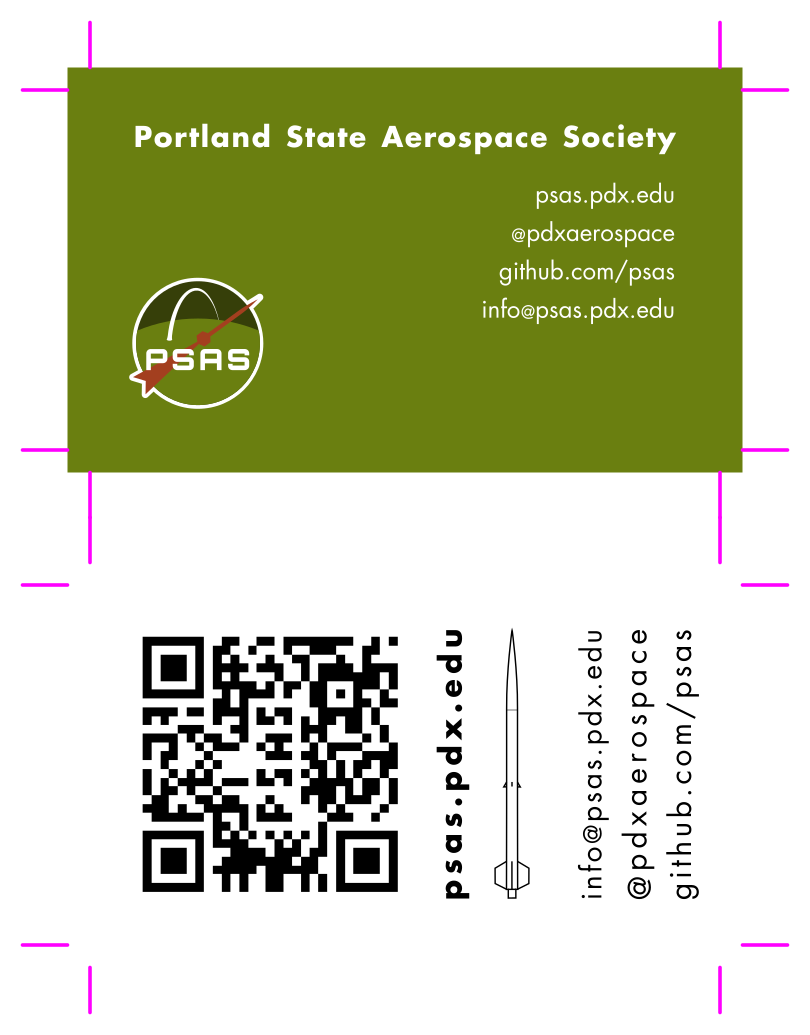 Portland State Aerospace Society
psas.pdx.edu
@pdxaerospace
github.com/psas
info@psas.pdx.edu
PSAS
psas.pdx.edu
info@psas.pdx.edu
@pdxaerospace
github.com/psas